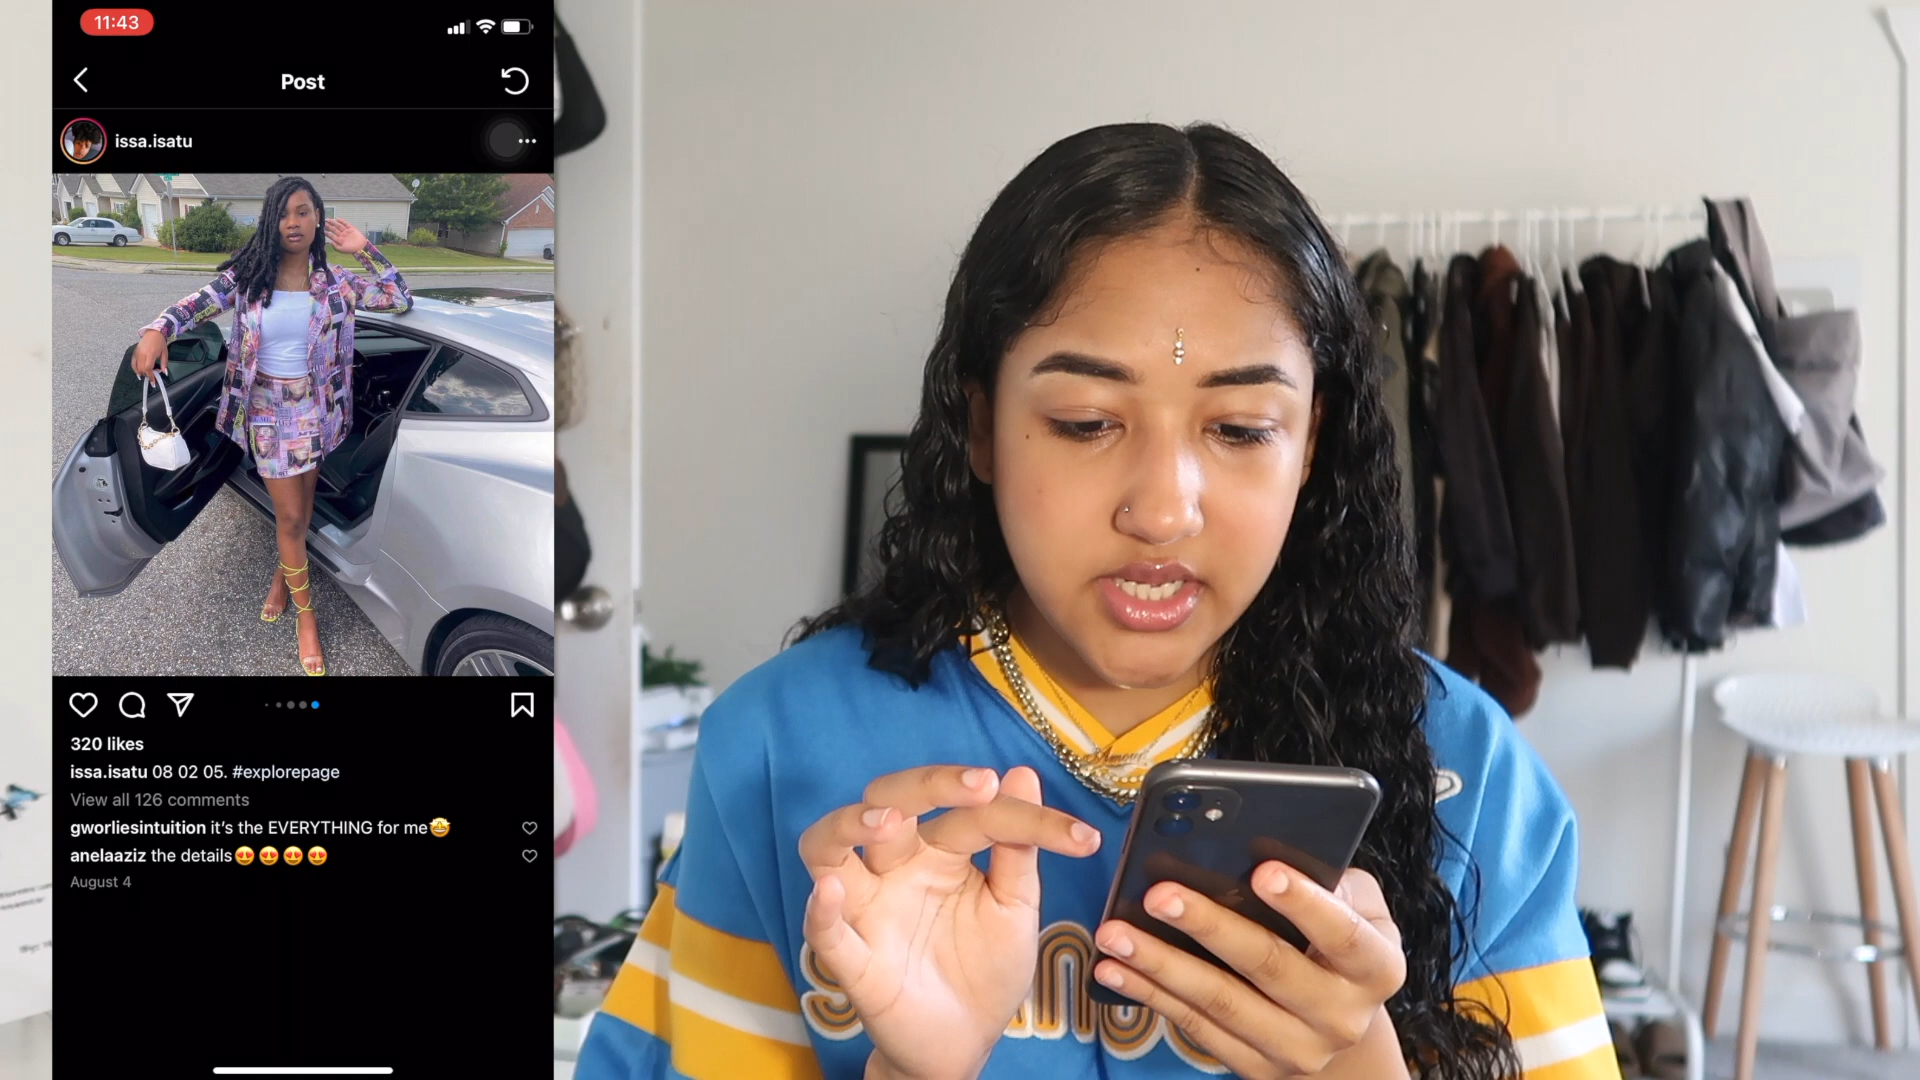 11:43
Post
issa.isatu
320 likes
issa.isatu 08 02 05. #explorepage
View all 126 comments
gworliesintuition it’s the EVERYTHING for me🤩
anelaaziz the details😍😍😍😍
August 4